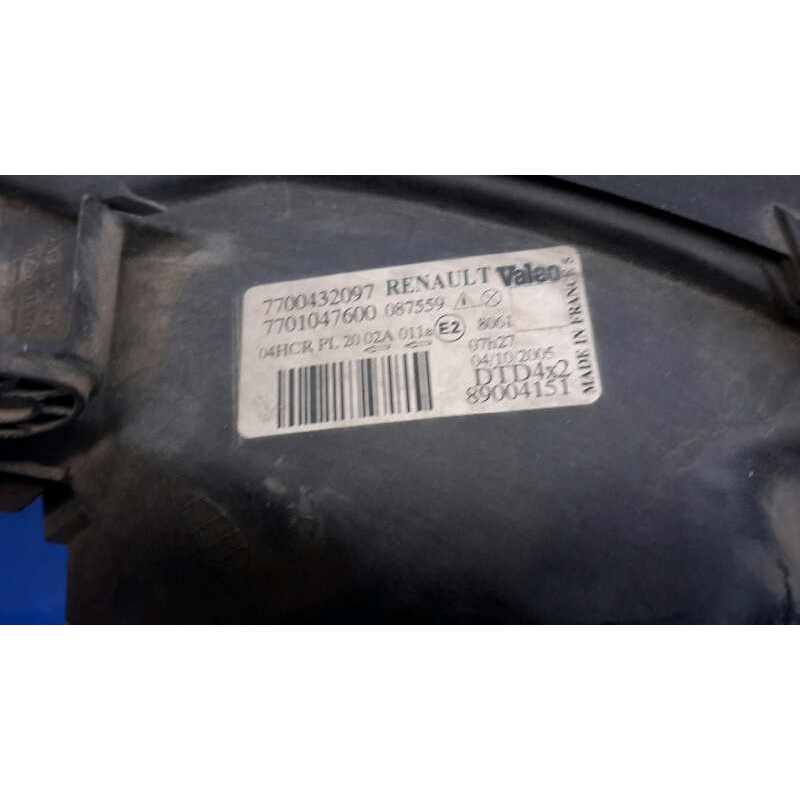 7700432097 RENAULT Valeo
7701047600 087559
04HCR PL 20 02A 011a E2 8061
07h27
04/10/2005
DTD4x2
89004151
MADE IN FRANCE